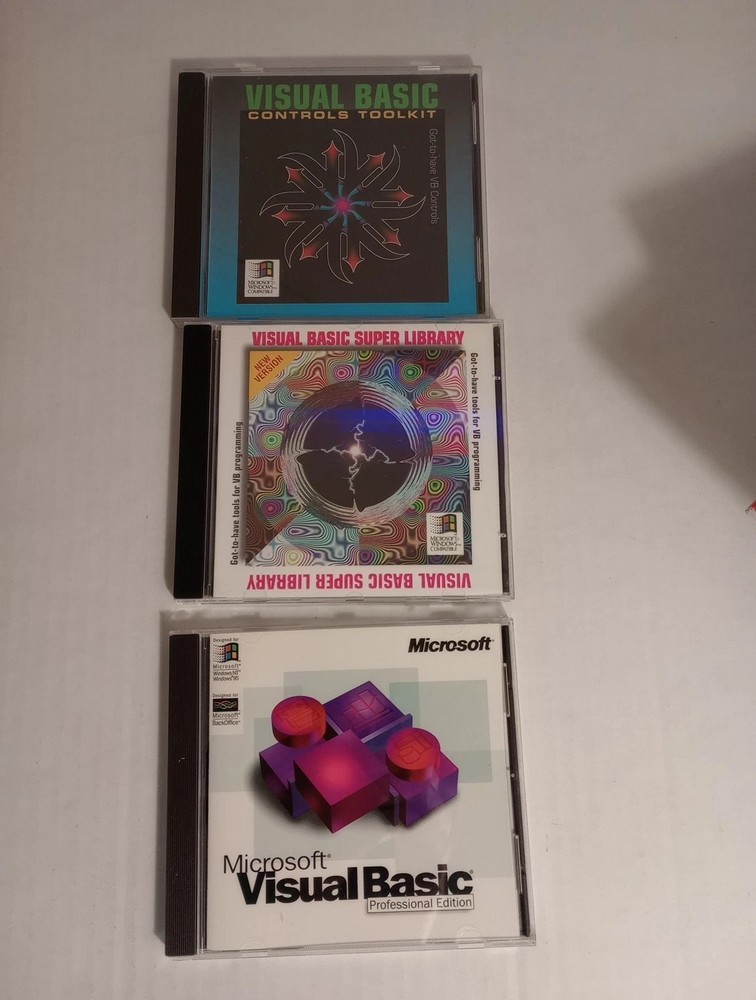 VISUAL BASIC
CONTROLS TOOLKIT
Got-to-have VB Controls
MICROSOFT®
WINDOWS™
COMPATIBLE
VISUAL BASIC SUPER LIBRARY
NEW
VERSION
Got-to-have tools for VB programming
Got-to-have tools for VB programming
MICROSOFT®
WINDOWS™
COMPATIBLE
VISUAL BASIC SUPER LIBRARY
Designed for
Microsoft®
Windows NT®
Windows®95
Microsoft®
Designed for
Microsoft®
BackOffice®
Microsoft®
Visual Basic®
Professional Edition